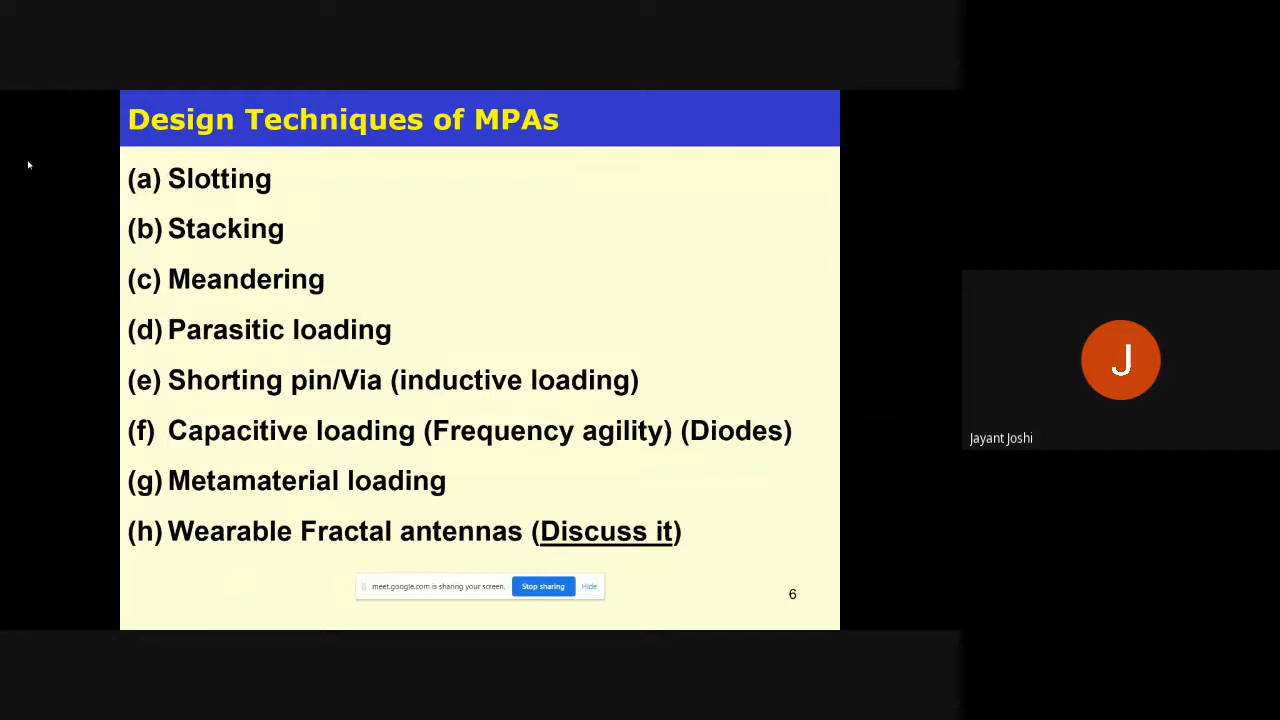 Design Techniques of MPAs
(a) Slotting
(b) Stacking
(c) Meandering
(d) Parasitic loading
(e) Shorting pin/Via (inductive loading)
(f) Capacitive loading (Frequency agility) (Diodes)
(g) Metamaterial loading
(h) Wearable Fractal antennas (Discuss it)
meet.google.com is sharing your screen. Stop sharing Hide
6
J
Jayant Joshi